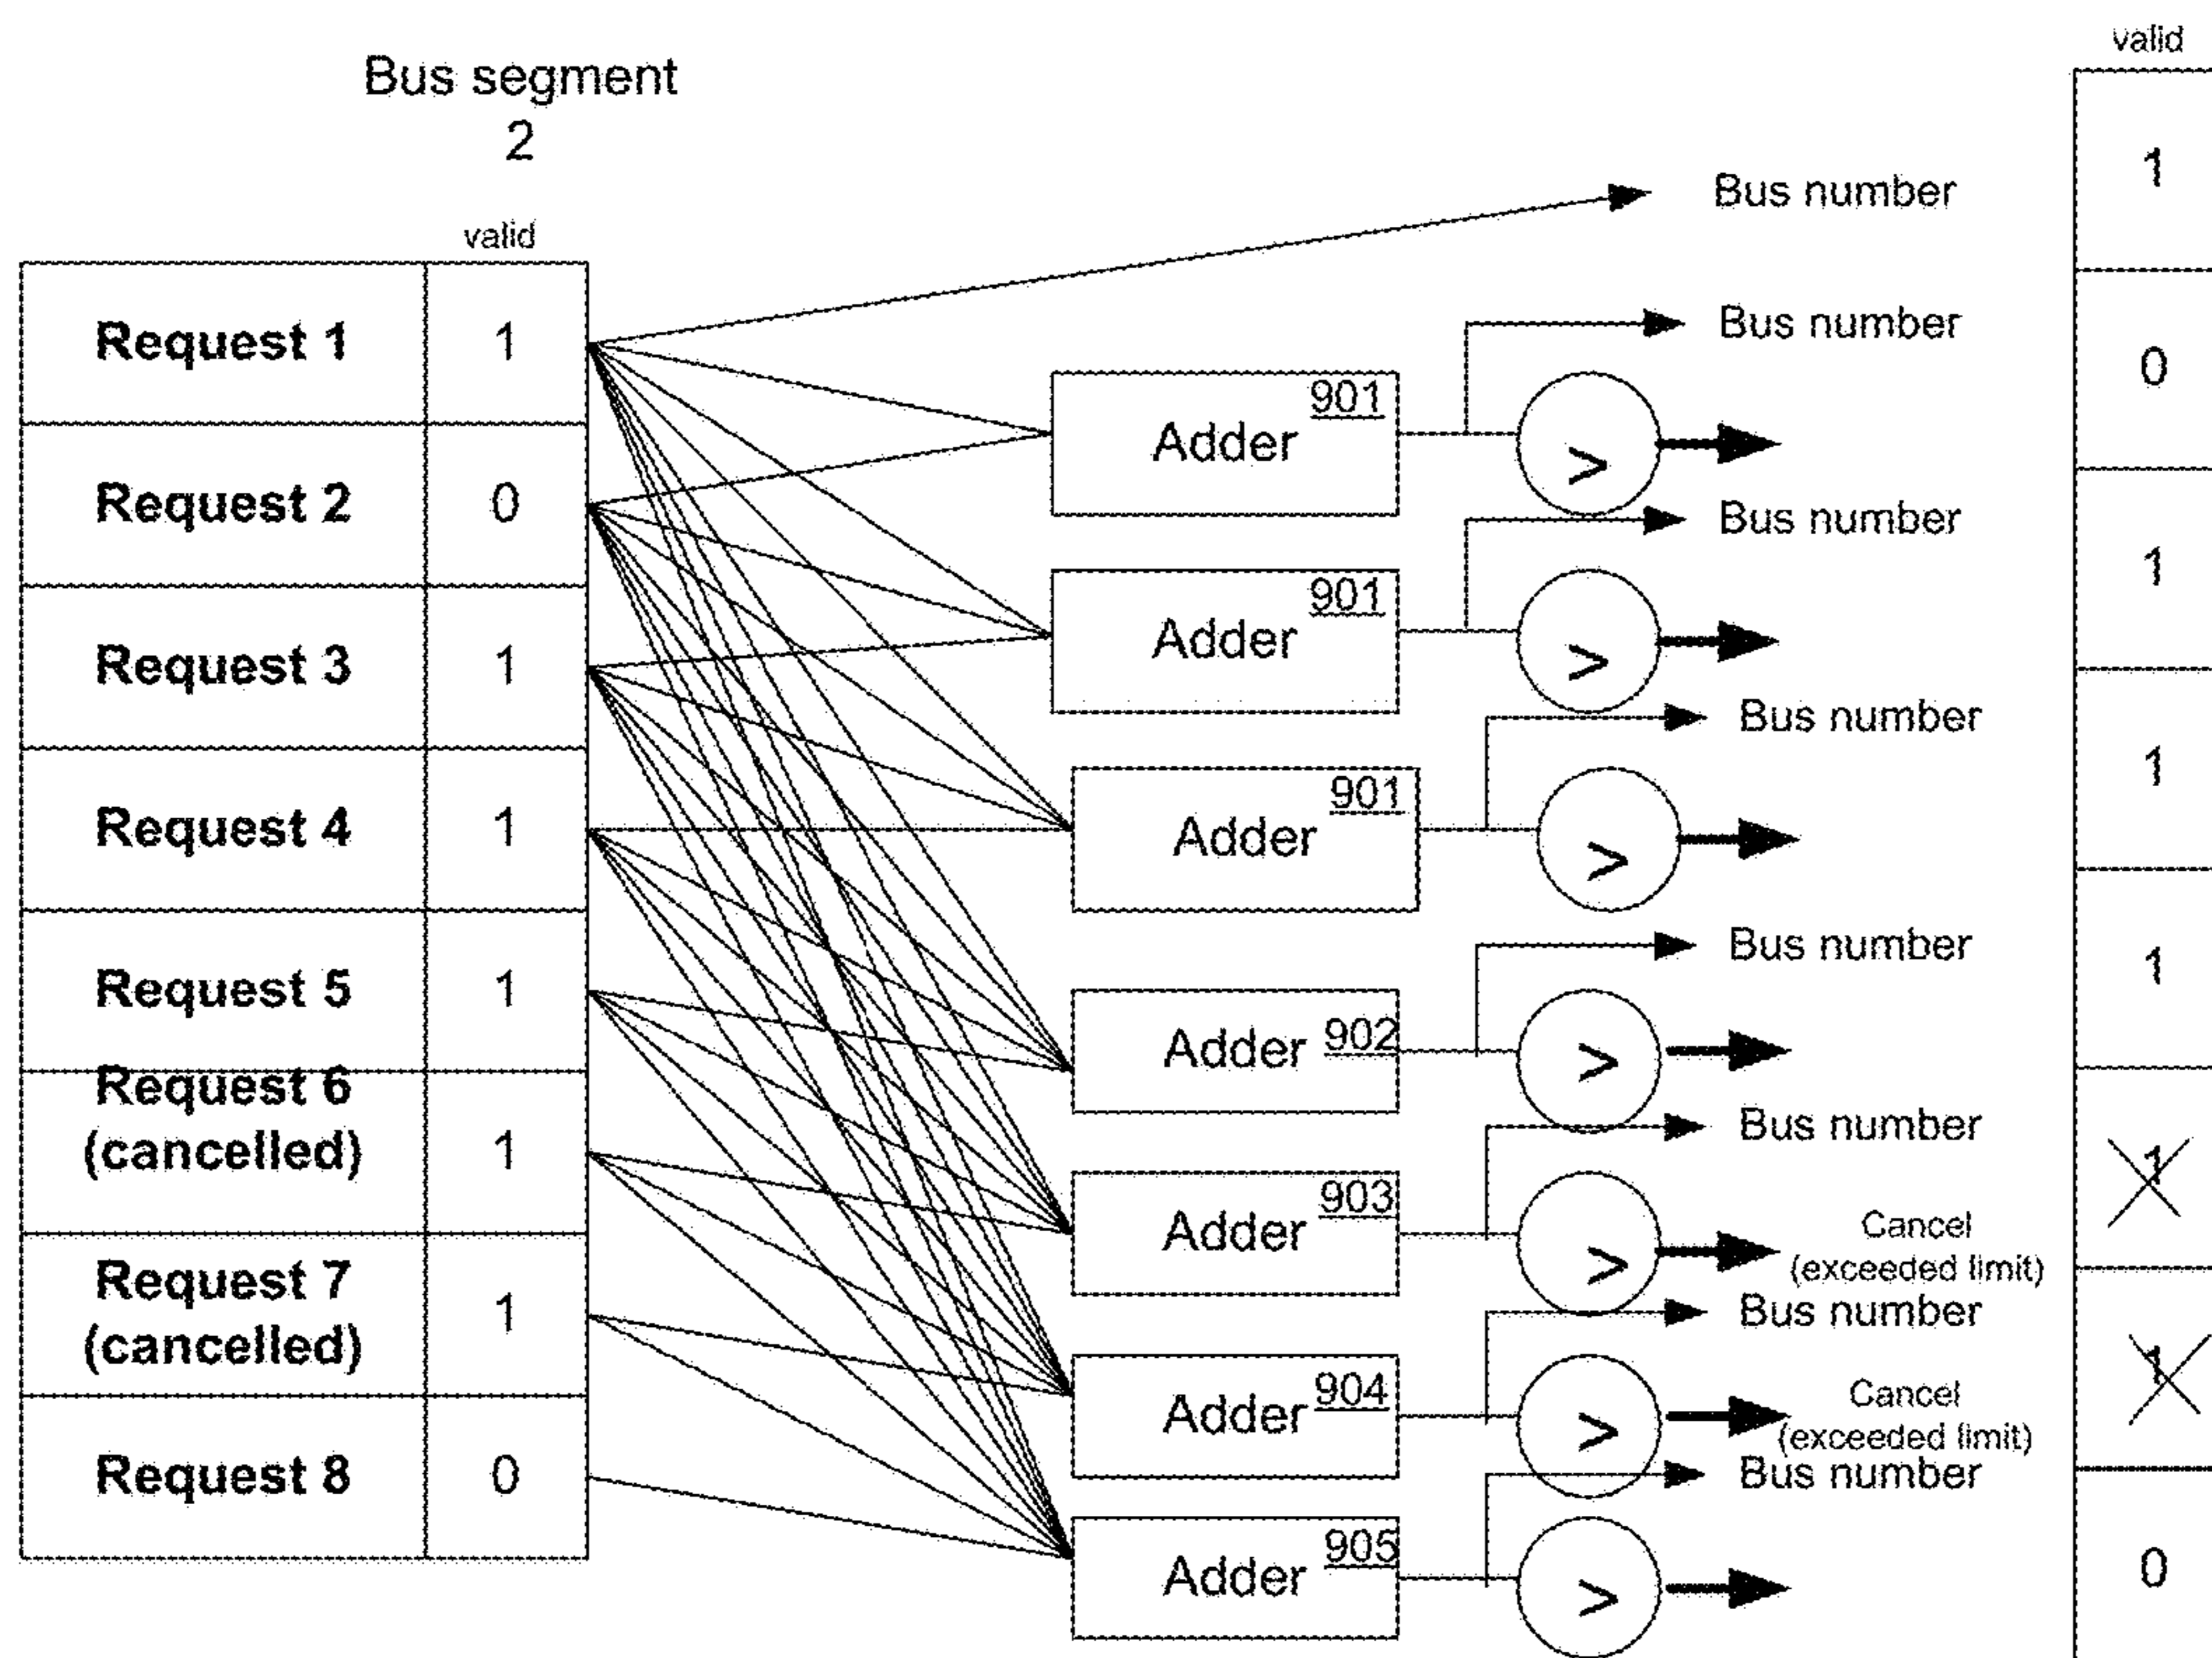 Bus segment
2
valid
Request 1 1
Request 2 0
Request 3 1
Request 4 1
Request 5 1
Request 6
(cancelled) 1
Request 7
(cancelled) 1
Request 8 0
Bus number
Bus number
Adder 901
>
Bus number
Adder 901
>
Bus number
Adder 901
>
Bus number
Adder 902
>
Bus number
Adder 903
>
Cancel
(exceeded limit)
Bus number
Adder 904
>
Cancel
(exceeded limit)
Bus number
Adder 905
>
valid
1
0
1
1
1
1
1
0